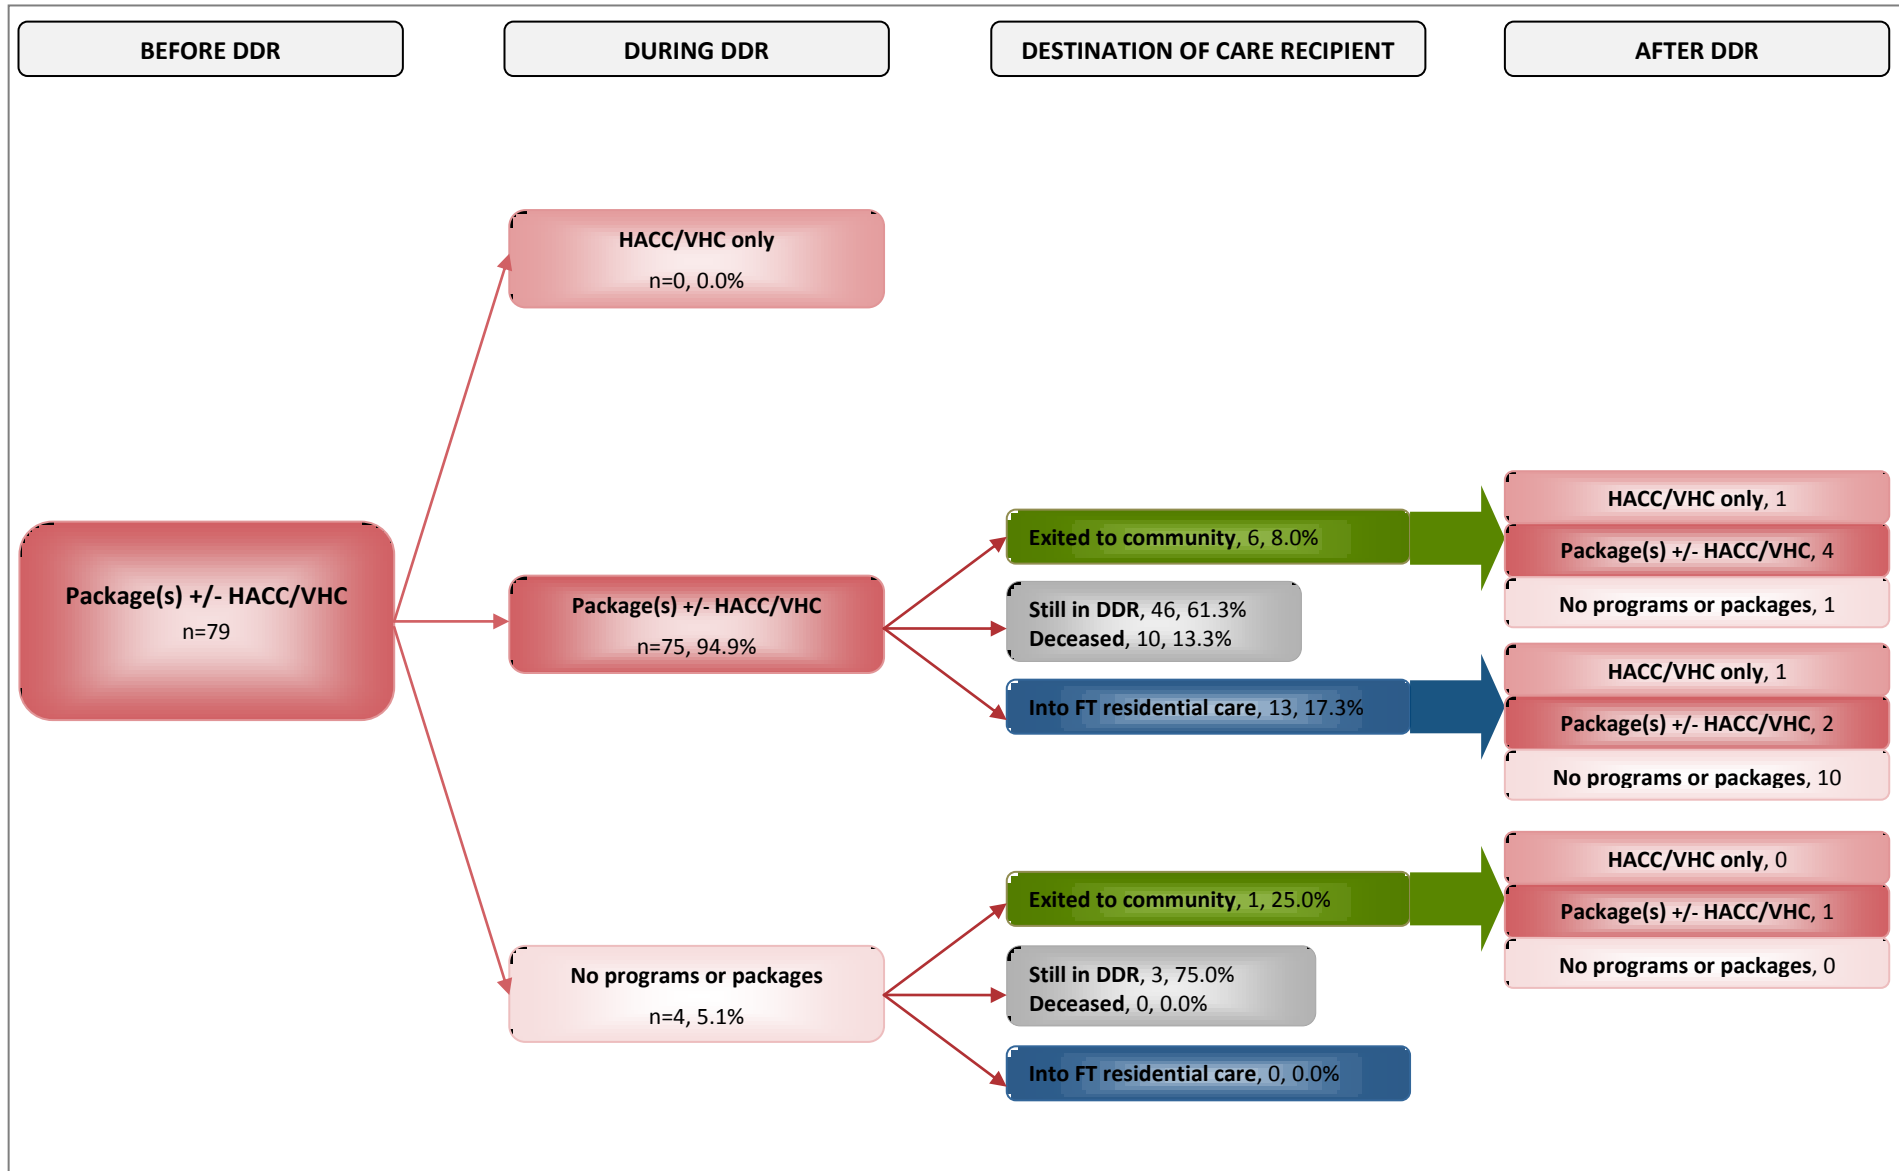 BEFORE DDR
DURING DDR
DESTINATION OF CARE RECIPIENT
AFTER DDR
Package(s) +/- HACC/VHC
n=79
HACC/VHC only
n=0, 0.0%
Package(s) +/- HACC/VHC
n=75, 94.9%
No programs or packages
n=4, 5.1%
Exited to community, 6, 8.0%
Still in DDR, 46, 61.3%
Deceased, 10, 13.3%
Into FT residential care, 13, 17.3%
Exited to community, 1, 25.0%
Still in DDR, 3, 75.0%
Deceased, 0, 0.0%
Into FT residential care, 0, 0.0%
HACC/VHC only, 1
Package(s) +/- HACC/VHC, 4
No programs or packages, 1
HACC/VHC only, 1
Package(s) +/- HACC/VHC, 2
No programs or packages, 10
HACC/VHC only, 0
Package(s) +/- HACC/VHC, 1
No programs or packages, 0